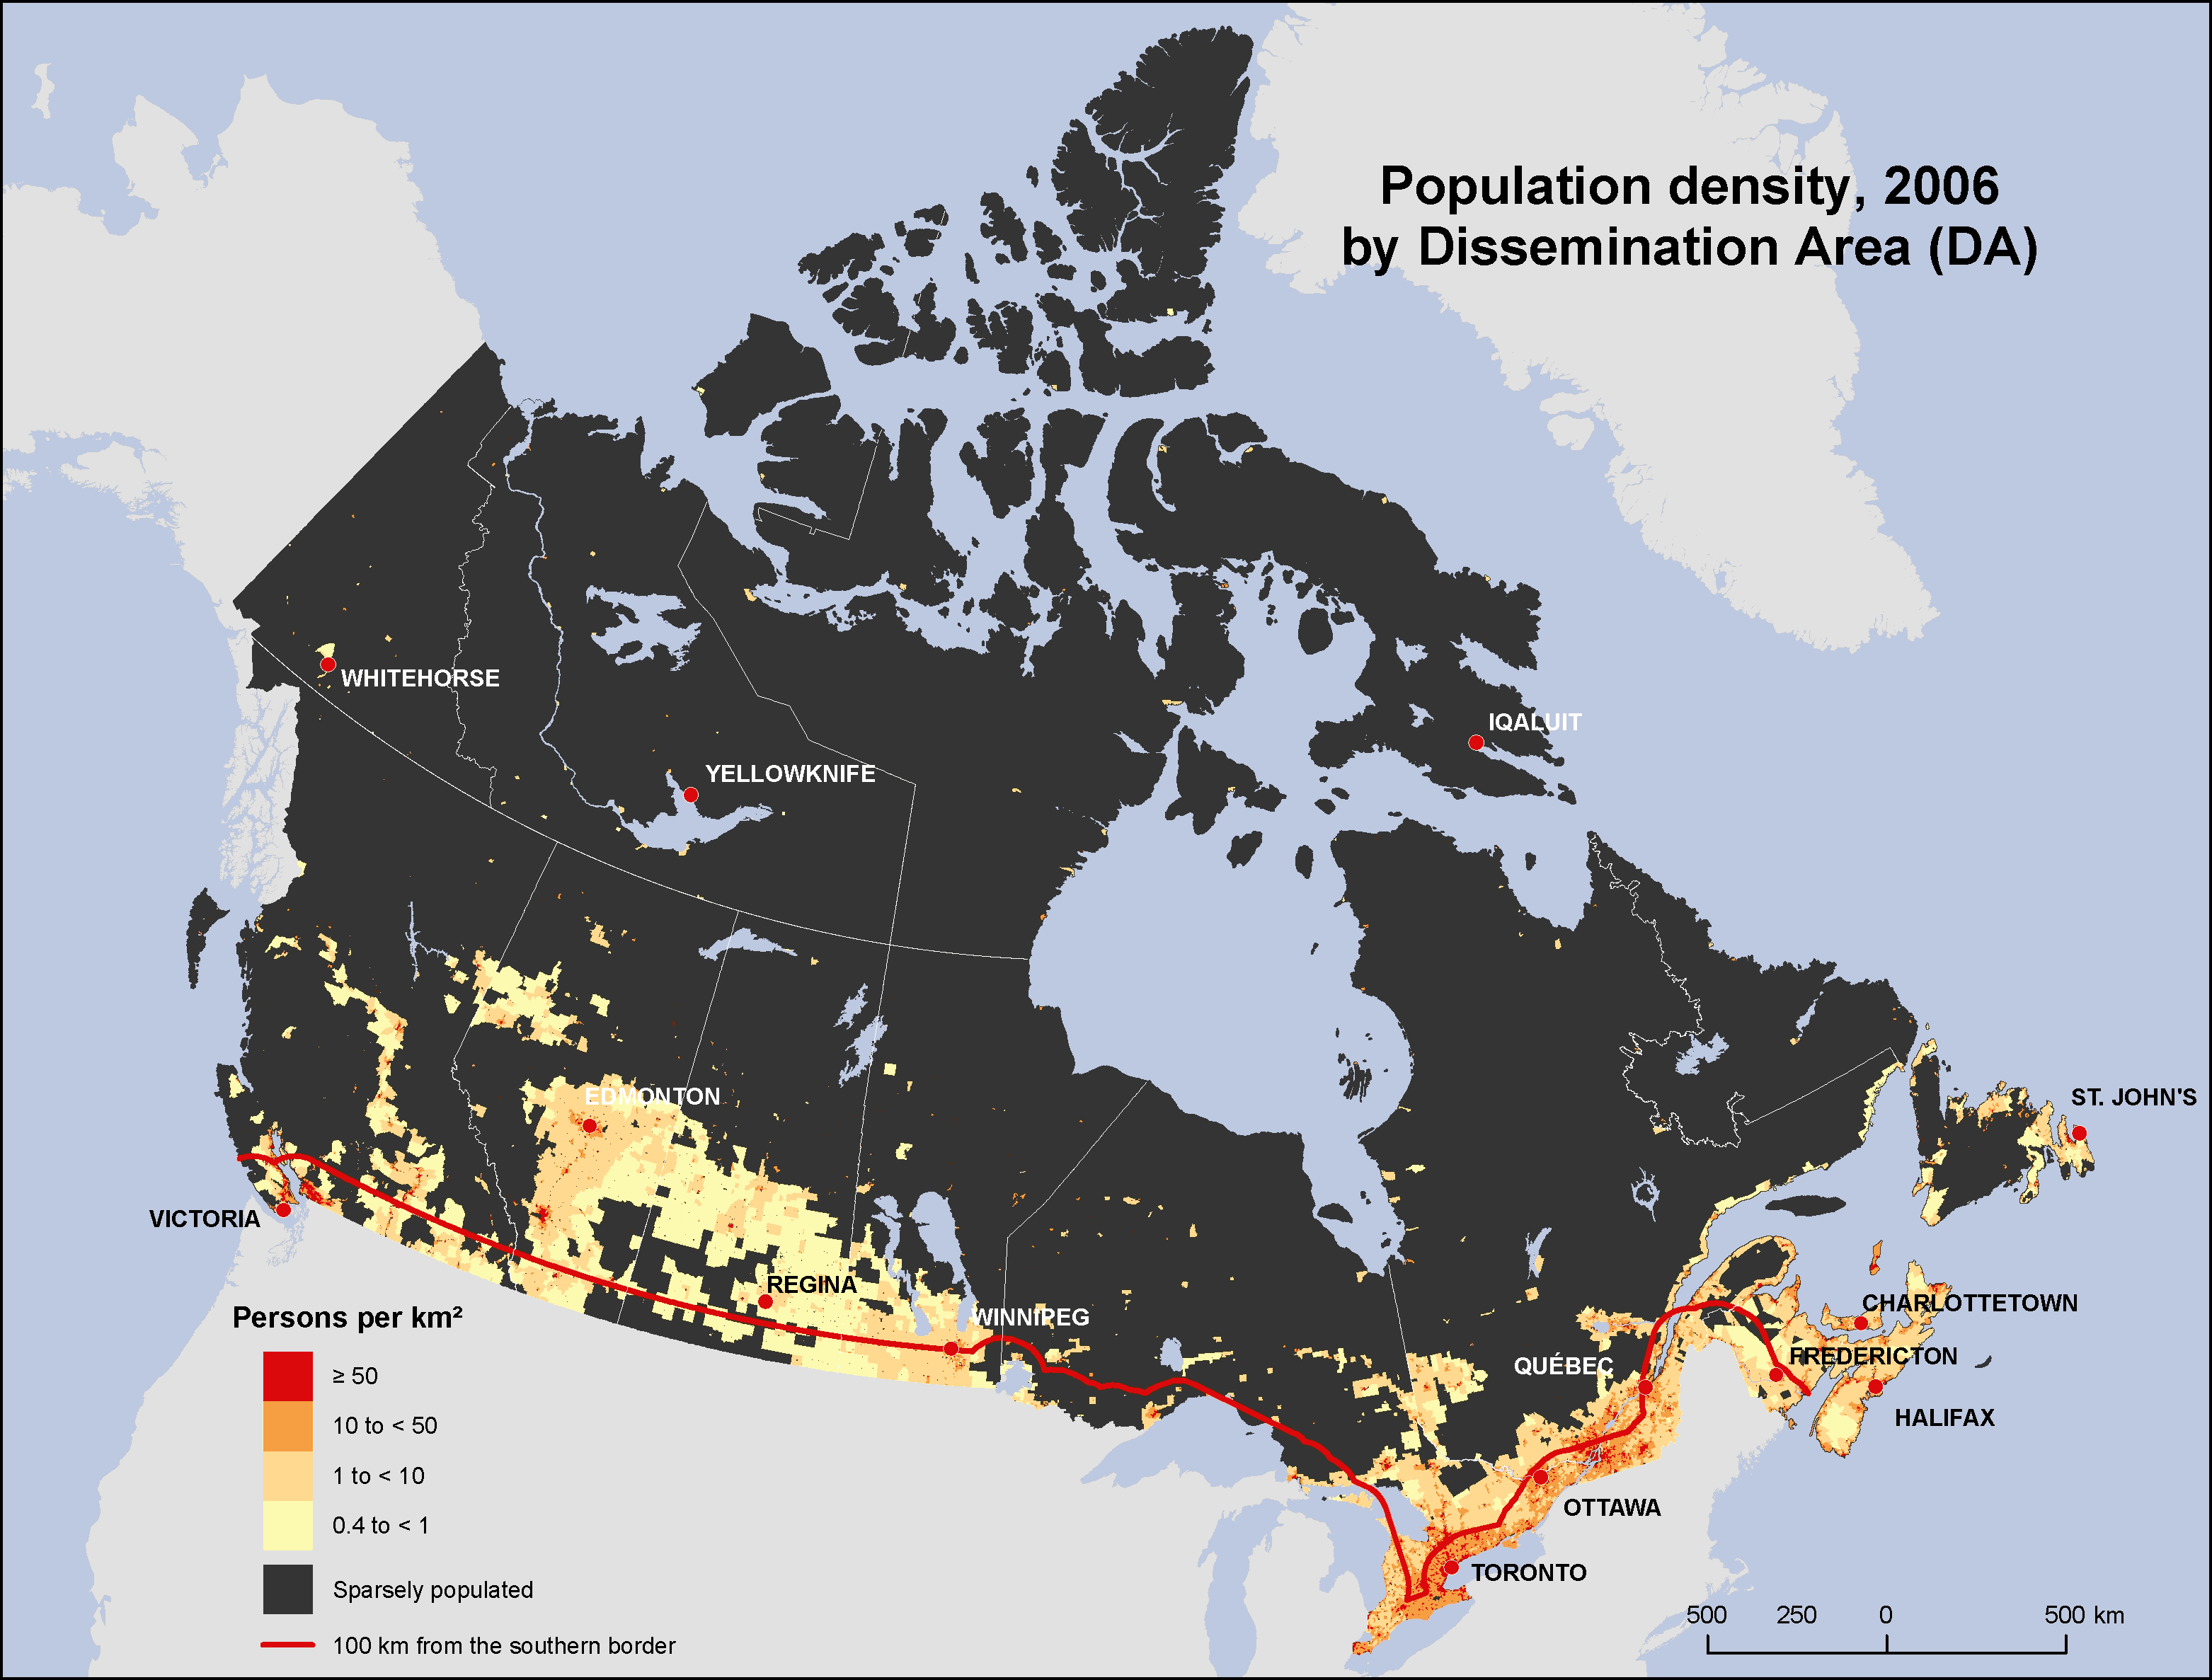 Population density, 2006
by Dissemination Area (DA)
WHITEHORSE
IQALUIT
YELLOWKNIFE
EDMONTON
ST. JOHN'S
VICTORIA
REGINA
WINNIPEG
CHARLOTTETOWN
QUÉBEC
FREDERICTON
HALIFAX
OTTAWA
TORONTO
Persons per km²
≥ 50
10 to < 50
1 to < 10
0.4 to < 1
Sparsely populated
100 km from the southern border
500 250 0 500 km